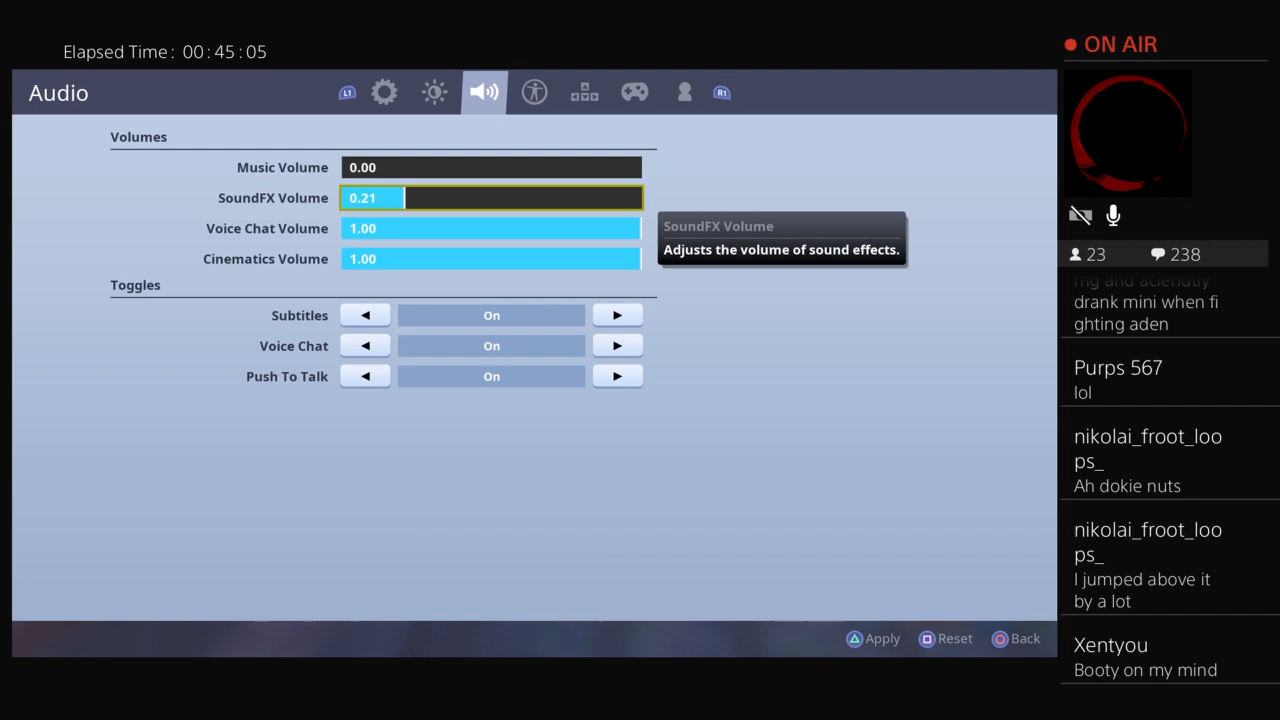 Elapsed Time: 00:45:05
ON AIR
Audio
L1
R1
Volumes
Music Volume 0.00
SoundFX Volume 0.21
Voice Chat Volume 1.00
Cinematics Volume 1.00
SoundFX Volume
Adjusts the volume of sound effects.
Toggles
Subtitles On
Voice Chat On
Push To Talk On
Apply Reset Back
23 238
mg and aciendtly
drank mini when fi
ghting aden
Purps 567
lol
nikolai_froot_loo
ps_
Ah dokie nuts
nikolai_froot_loo
ps_
I jumped above it
by a lot
Xentyou
Booty on my mind